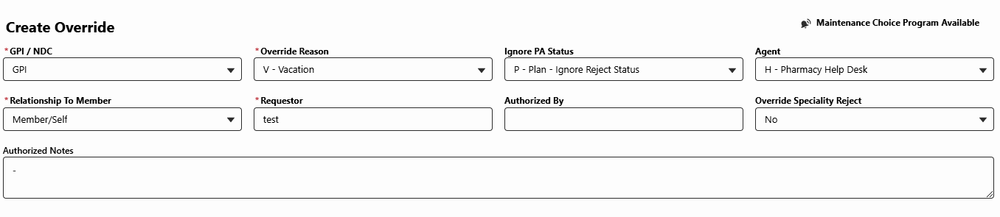 Create Override
Maintenance Choice Program Available
* GPI / NDC
* Override Reason
Ignore PA Status
Agent
GPI
V - Vacation
P - Plan - Ignore Reject Status
H - Pharmacy Help Desk
* Relationship To Member
* Requestor
Authorized By
Override Speciality Reject
Member/Self
test
No
Authorized Notes
-